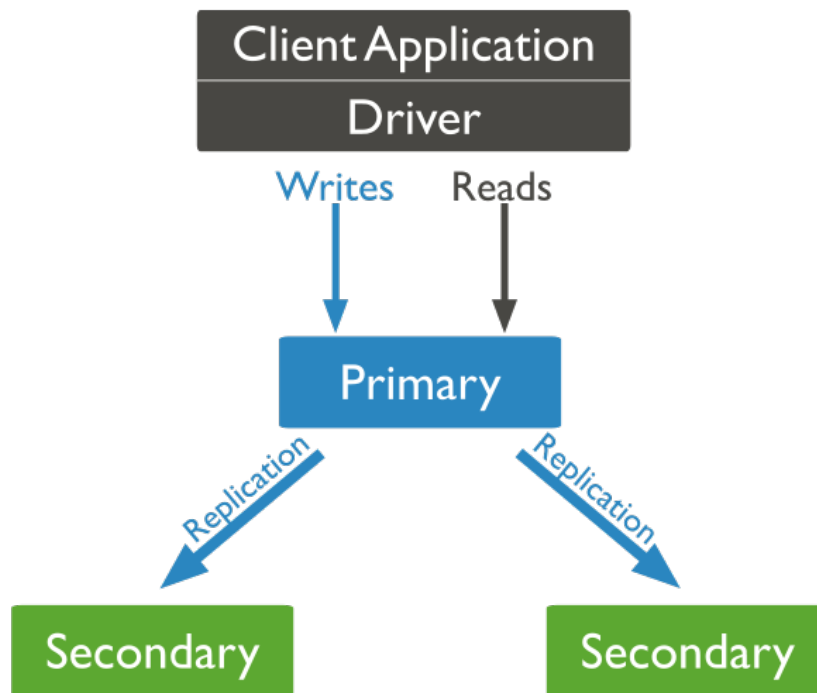 Client Application
Driver
Writes
Reads
Primary
Replication
Replication
Secondary
Secondary